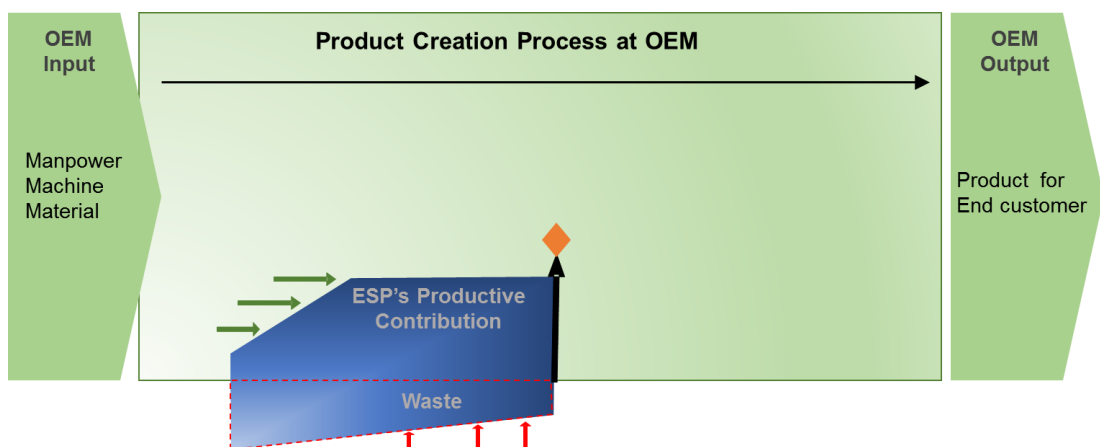 OEM
Input
Manpower
Machine
Material
Product Creation Process at OEM
ESP's Productive
Contribution
Waste
OEM
Output
Product for
End customer